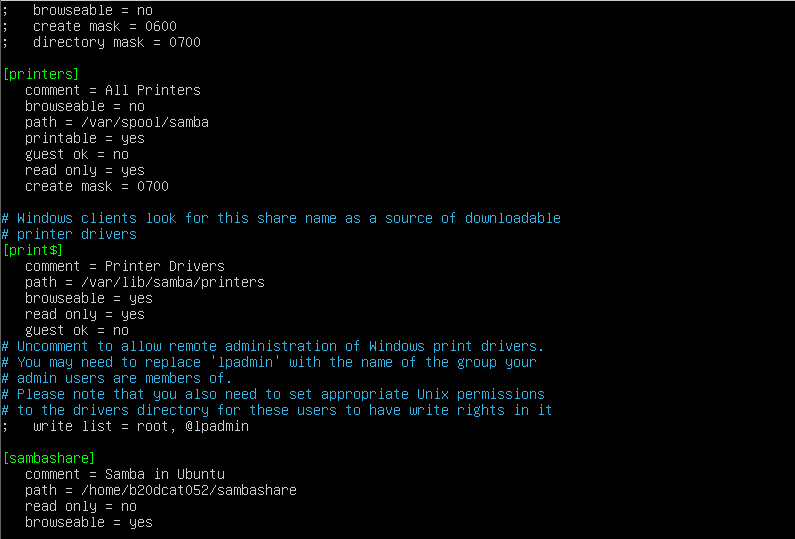 ;   browseable = no
;   create mask = 0600
;   directory mask = 0700
[printers]
   comment = All Printers
   browseable = no
   path = /var/spool/samba
   printable = yes
   guest ok = no
   read only = yes
   create mask = 0700
# Windows clients look for this share name as a source of downloadable
# printer drivers
[print$]
   comment = Printer Drivers
   path = /var/lib/samba/printers
   browseable = yes
   read only = yes
   guest ok = no
# Uncomment to allow remote administration of Windows print drivers.
# You may need to replace 'lpadmin' with the name of the group your
# admin users are members of.
# Please note that you also need to set appropriate Unix permissions
# to the drivers directory for these users to have write rights in it
;   write list = root, @lpadmin
[sambashare]
   comment = Samba in Ubuntu
   path = /home/b20dcat052/sambashare
   read only = no
   browseable = yes